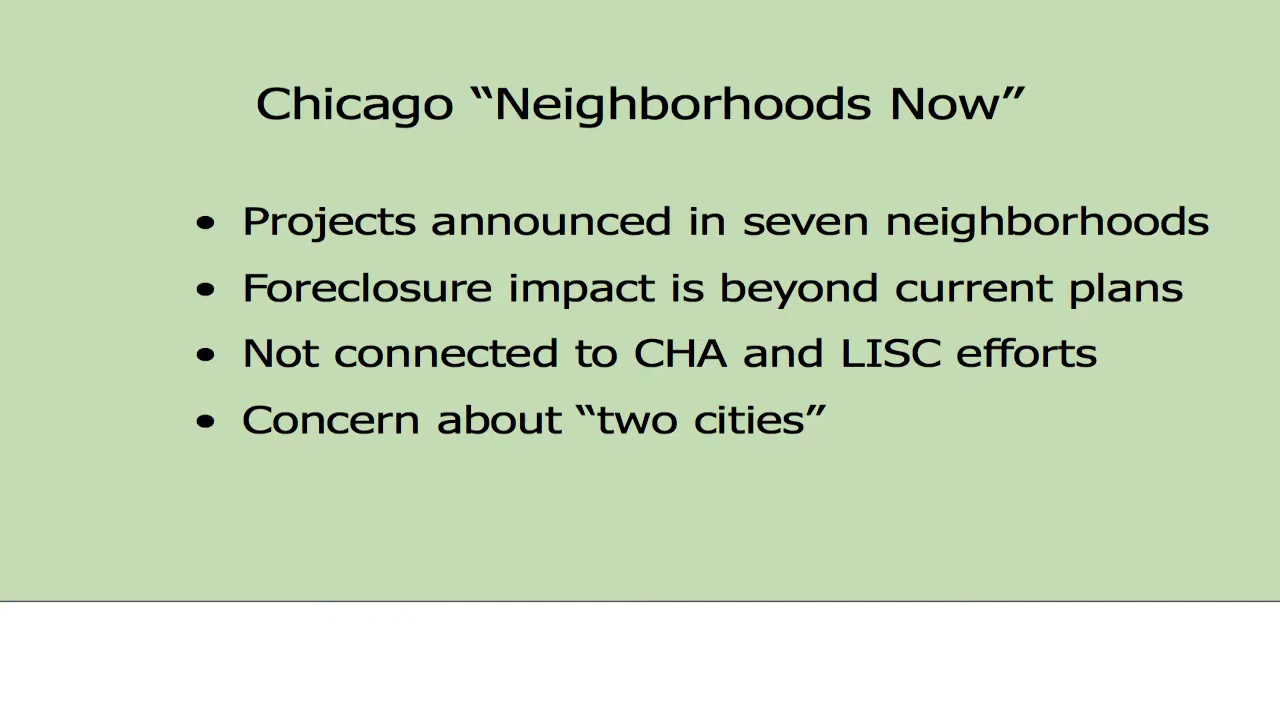 Chicago “Neighborhoods Now”
• Projects announced in seven neighborhoods
• Foreclosure impact is beyond current plans
• Not connected to CHA and LISC efforts
• Concern about “two cities”